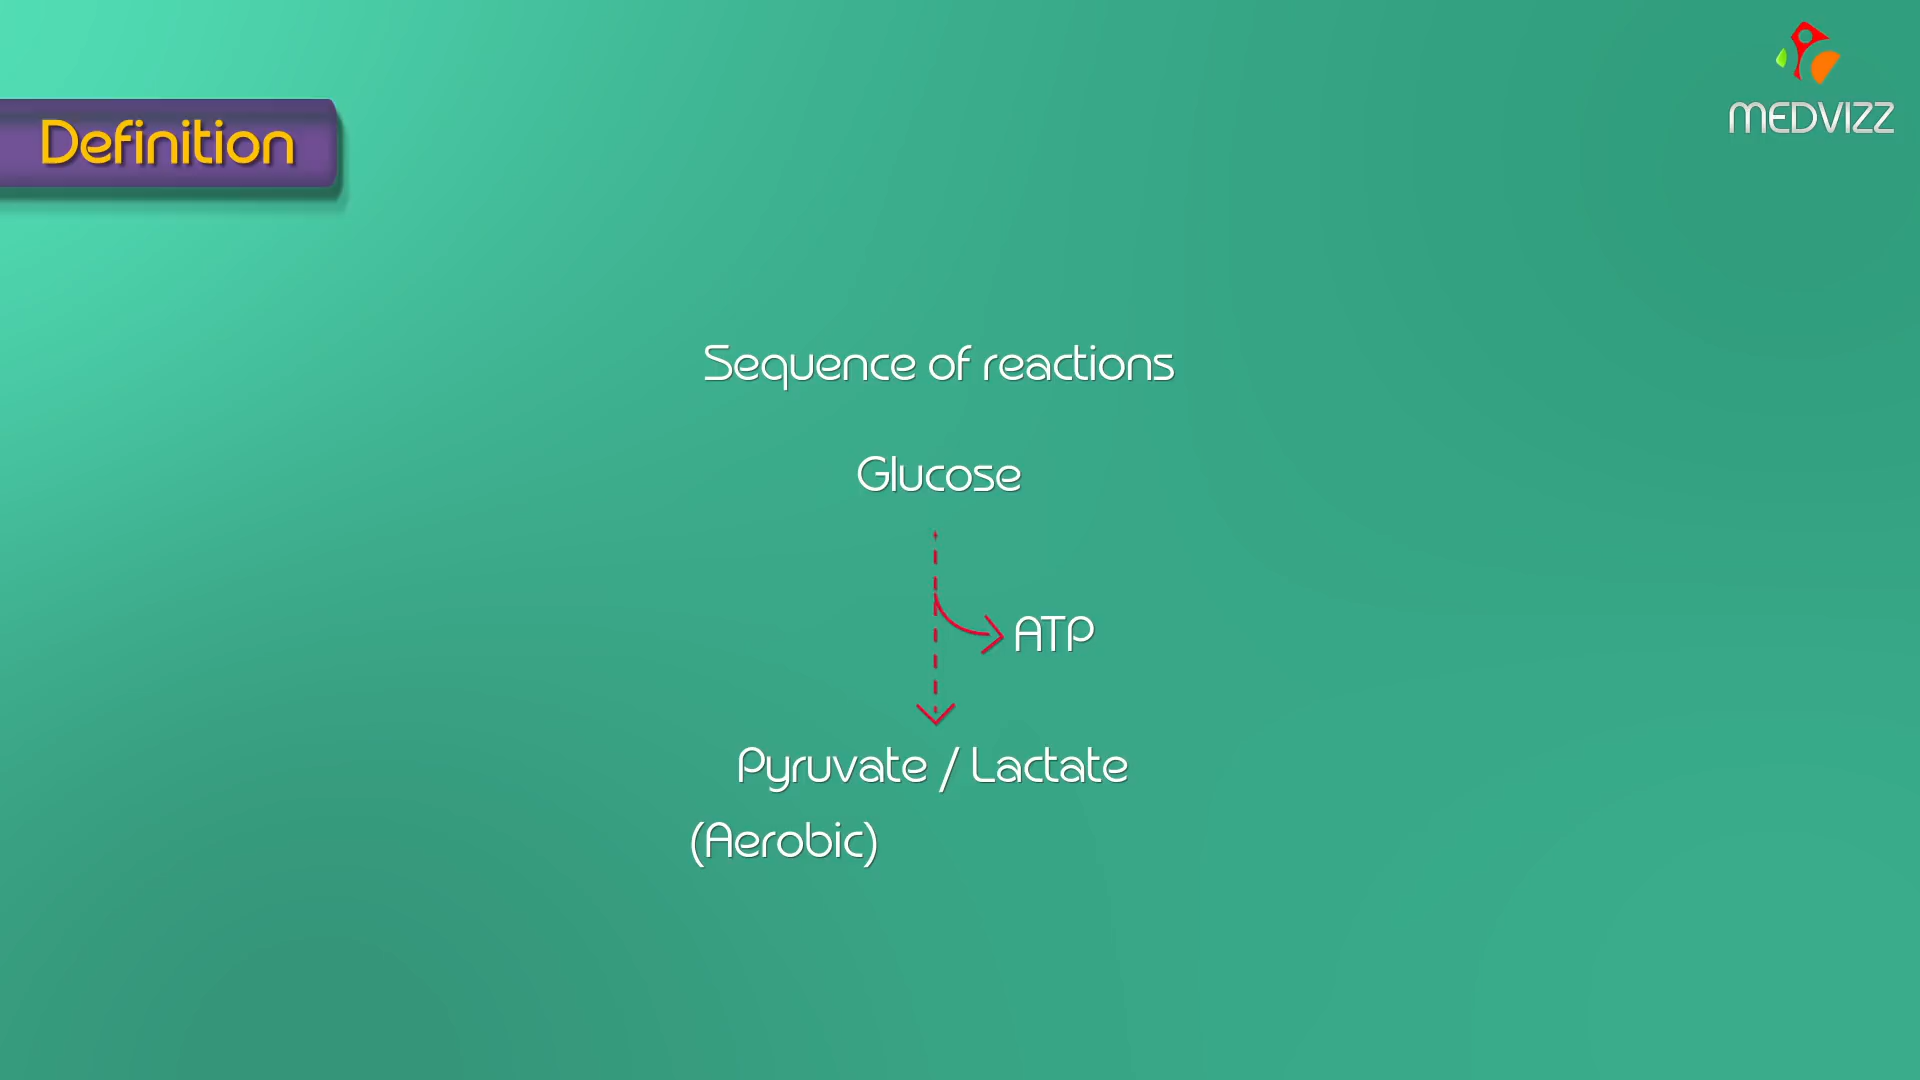 MEDVIZZ
Definition
Sequence of reactions
Glucose
ATP
Pyruvate / Lactate
(Aerobic)